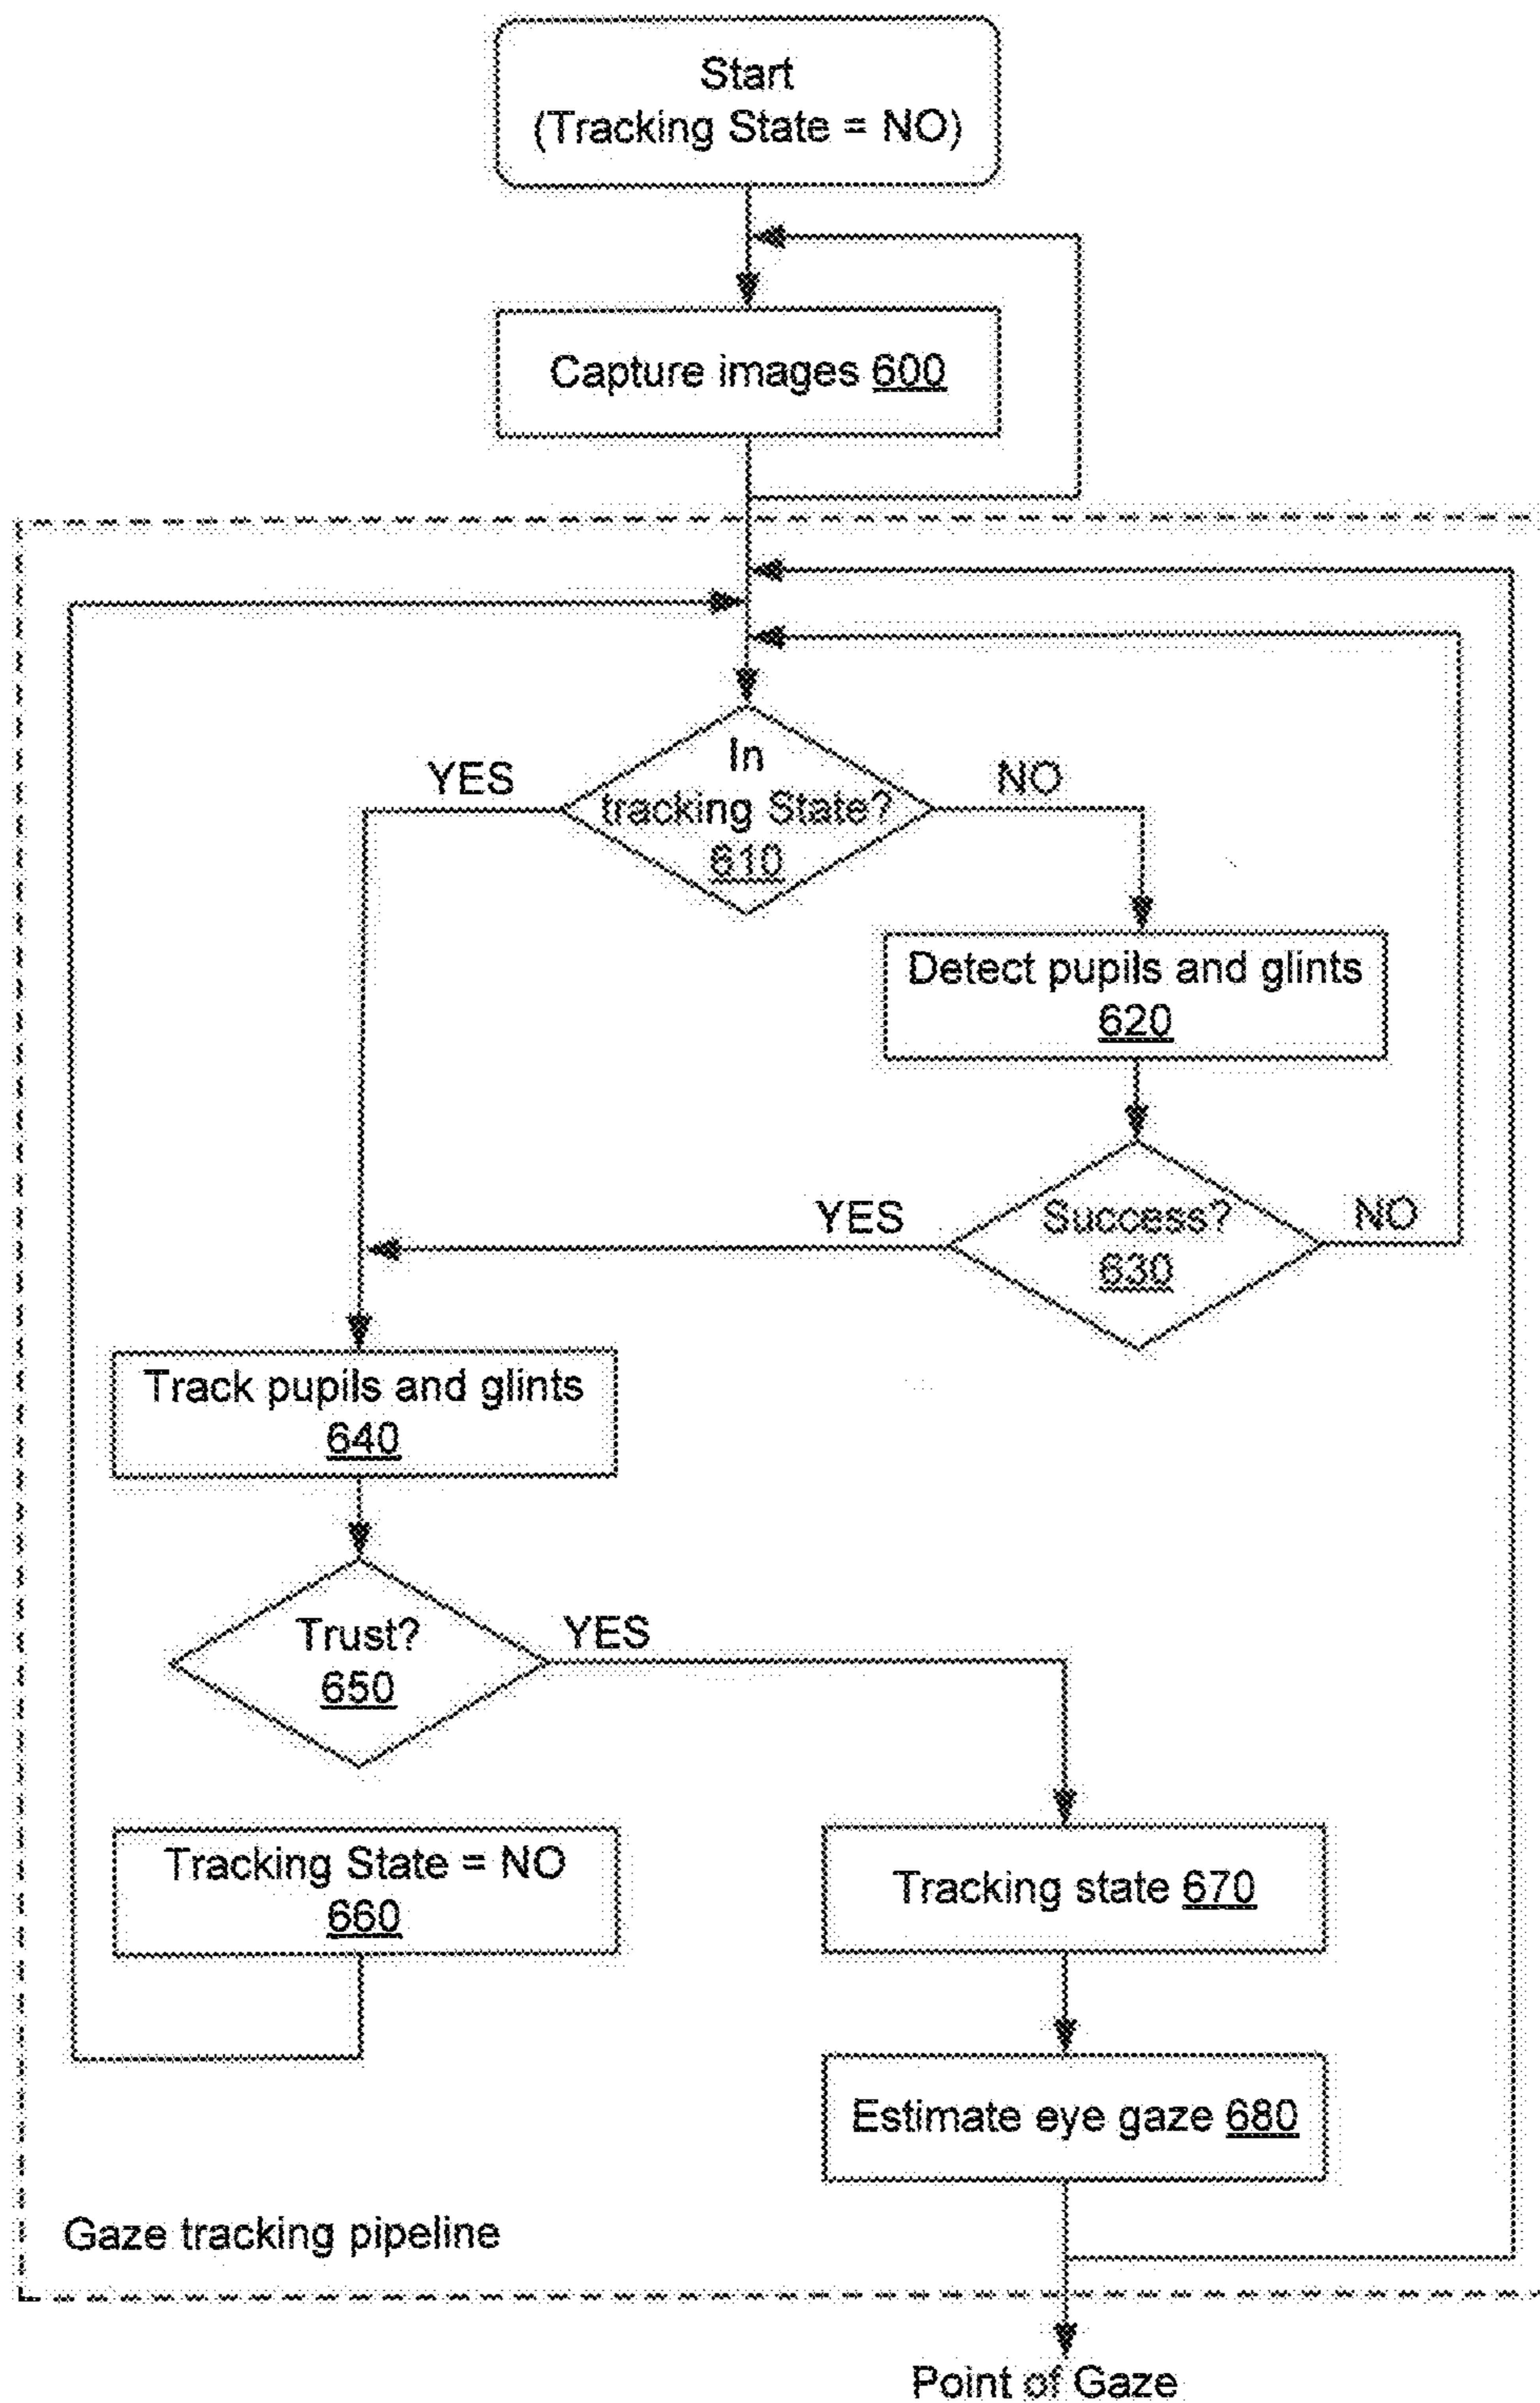 Start
(Tracking State = NO)
Capture images 600
In
tracking State?
610
YES
NO
Detect pupils and glints
620
Success?
630
YES
NO
Track pupils and glints
640
Trust?
650
YES
Tracking State = NO
660
Tracking state 670
Estimate eye gaze 680
Gaze tracking pipeline
Point of Gaze